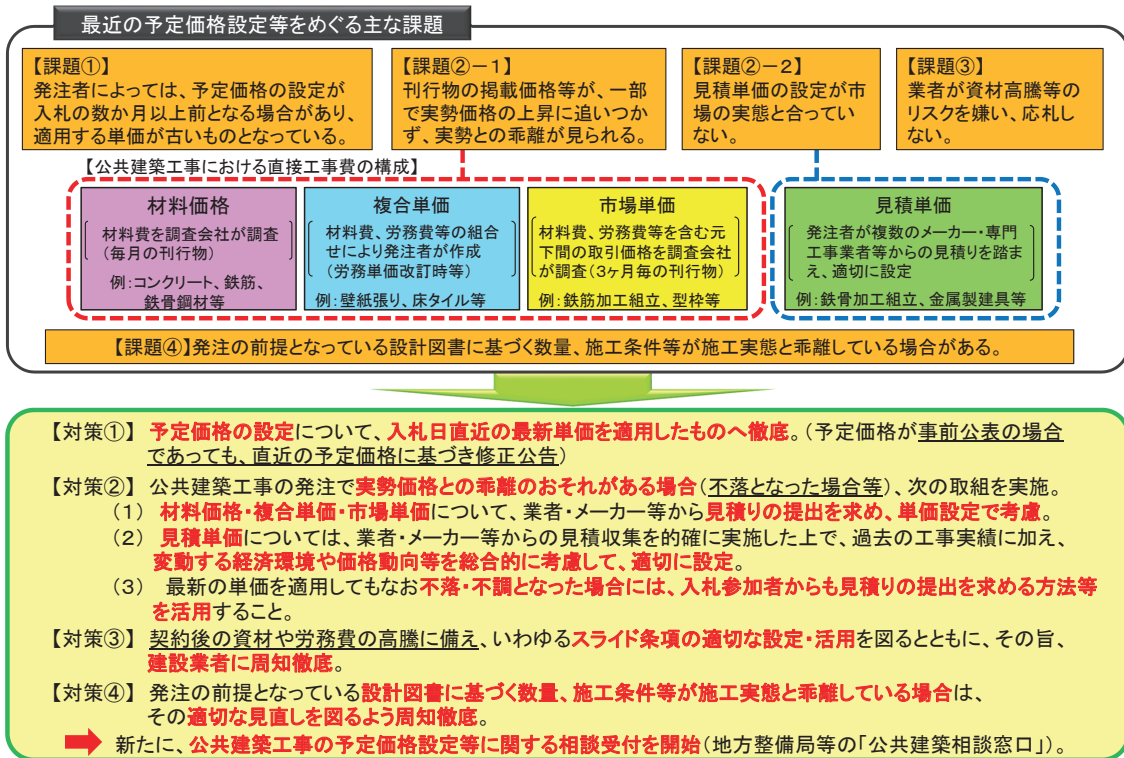 最近の予定価格設定等をめぐる主な課題
【課題①】
発注者によっては、予定価格の設定が
入札の数か月以上前となる場合があり、
適用する単価が古いものとなっている。
【課題②－1】
刊行物の掲載価格等が、一部
で実勢価格の上昇に追いつか
ず、実勢との乖離が見られる。
【課題②－2】
見積単価の設定が市
場の実態と合ってい
ない。
【課題③】
業者が資材高騰等の
リスクを嫌い、応札し
ない。
【公共建築工事における直接工事費の構成】
材料価格
材料費を調査会社が調査
（毎月の刊行物）
例：コンクリート、鉄筋、
鉄骨鋼材等
複合単価
材料費、労務費等の組合
せにより発注者が作成
（労務単価改訂時等）
例：壁紙張り、床タイル等
市場単価
材料費、労務費等を含む元
下間の取引価格を調査会社
が調査（3ヶ月毎の刊行物）
例：鉄筋加工組立、型枠等
見積単価
発注者が複数のメーカー・専門
工事業者等からの見積りを踏ま
え、適切に設定
例：鉄骨加工組立、金属製建具等
【課題④】発注の前提となっている設計図書に基づく数量、施工条件等が施工実態と乖離している場合がある。
【対策①】 予定価格の設定について、入札日直近の最新単価を適用したものへ徹底。（予定価格が事前公表の場合
であっても、直近の予定価格に基づき修正公告）
【対策②】 公共建築工事の発注で実勢価格との乖離のおそれがある場合（不落となった場合等）、次の取組を実施。
（1） 材料価格・複合単価・市場単価について、業者・メーカー等から見積りの提出を求め、単価設定で考慮。
（2） 見積単価については、業者・メーカー等からの見積収集を的確に実施した上で、過去の工事実績に加え、
変動する経済環境や価格動向等を総合的に考慮して、適切に設定。
（3） 最新の単価を適用してもなお不落・不調となった場合には、入札参加者からも見積りの提出を求める方法等
を活用すること。
【対策③】 契約後の資材や労務費の高騰に備え、いわゆるスライド条項の適切な設定・活用を図るとともに、その旨、
建設業者に周知徹底。
【対策④】 発注の前提となっている設計図書に基づく数量、施工条件等が施工実態と乖離している場合は、
その適切な見直しを図るよう周知徹底。
新たに、公共建築工事の予定価格設定等に関する相談受付を開始（地方整備局等の「公共建築相談窓口」）。